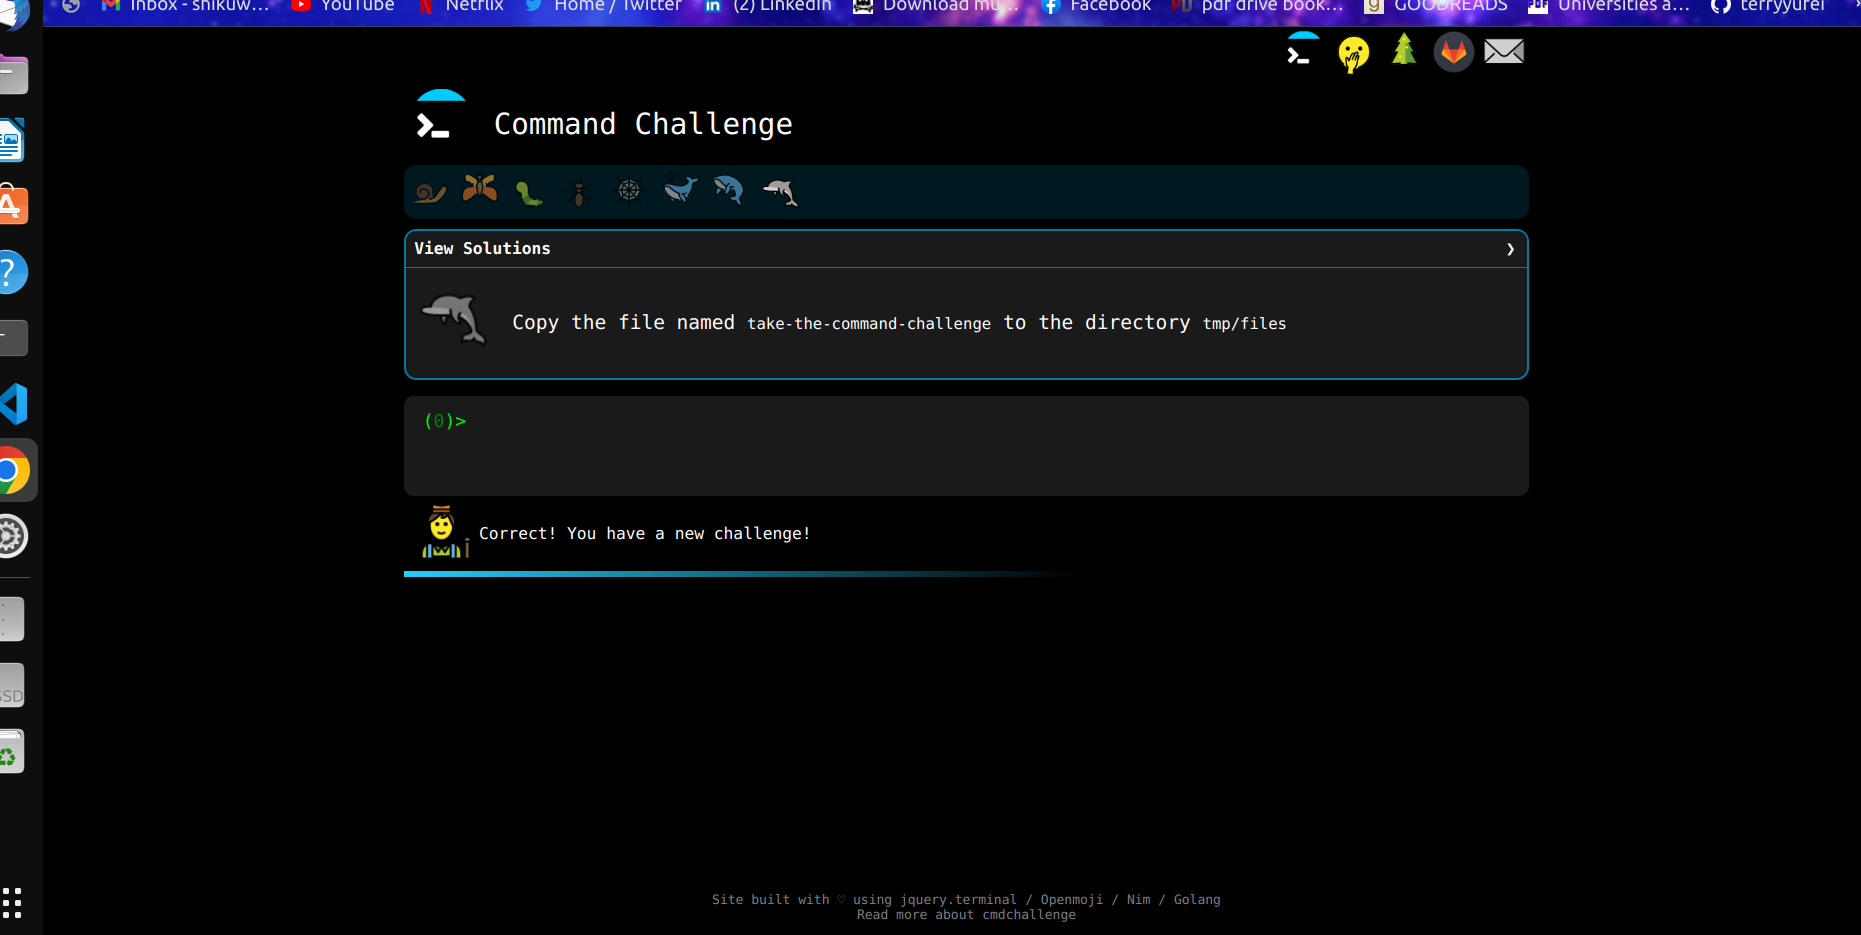 Inbox - shikuw... YouTube Netflix Home / Twitter (2) LinkedIn Download mu... Facebook pdf drive book... GOODREADS Universities a... terryyurei
Command Challenge
View Solutions ❯
Copy the file named take-the-command-challenge to the directory tmp/files
(0)>
Correct! You have a new challenge!
SSD
Site built with ♡ using jquery.terminal / Openmoji / Nim / Golang
Read more about cmdchallenge